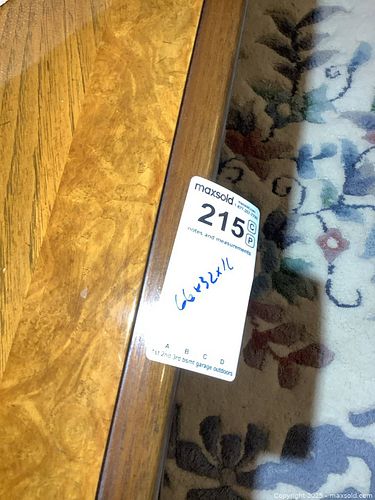 maxsold.
215 C
P
notes and measurements
66x32x16
A B C D
1st 2nd 3rd bsmt garage outdoors
Copyright 2025 - maxsold.com